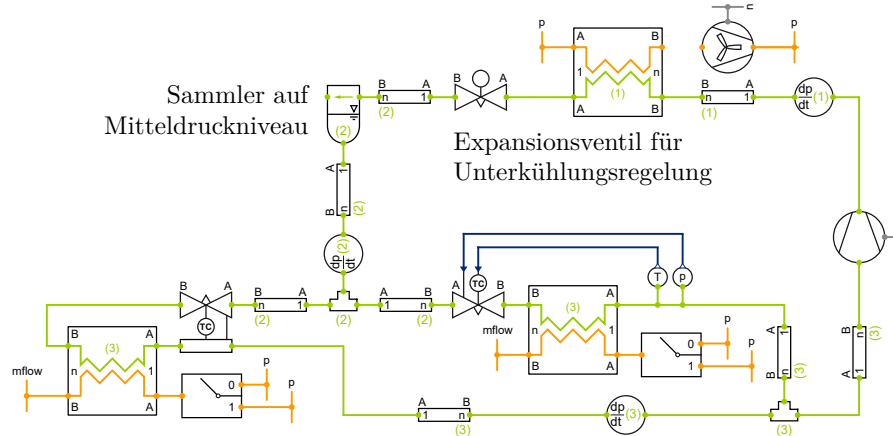 n
p
p
A
B
1
n
(1)
A
B
B
A
n
1
(2)
B
A
B
A
n
1
(1)
dp
dt
(1)
Sammler auf
Mitteldruckniveau
(2)
Expansionsventil für
Unterkühlungsregelung
A
1
n
B
(2)
dp
dt
(2)
T
p
TC
B
A
B
A
n
1
(2)
(2)
B
A
1
n
(2)
A
B
B
A
(3)
n
1
B
A
mflow
0
1
p
p
A
1
n
B
(3)
B
n
1
A
(3)
TC
B
A
(3)
n
1
B
A
mflow
0
1
p
p
A
B
1
n
(3)
dp
dt
(3)
(3)